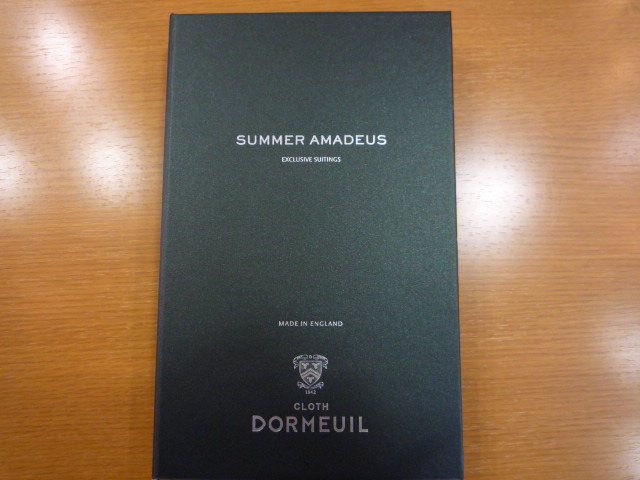 SUMMER AMADEUS
EXCLUSIVE SUITINGS
MADE IN ENGLAND
1842
CLOTH
DORMEUIL